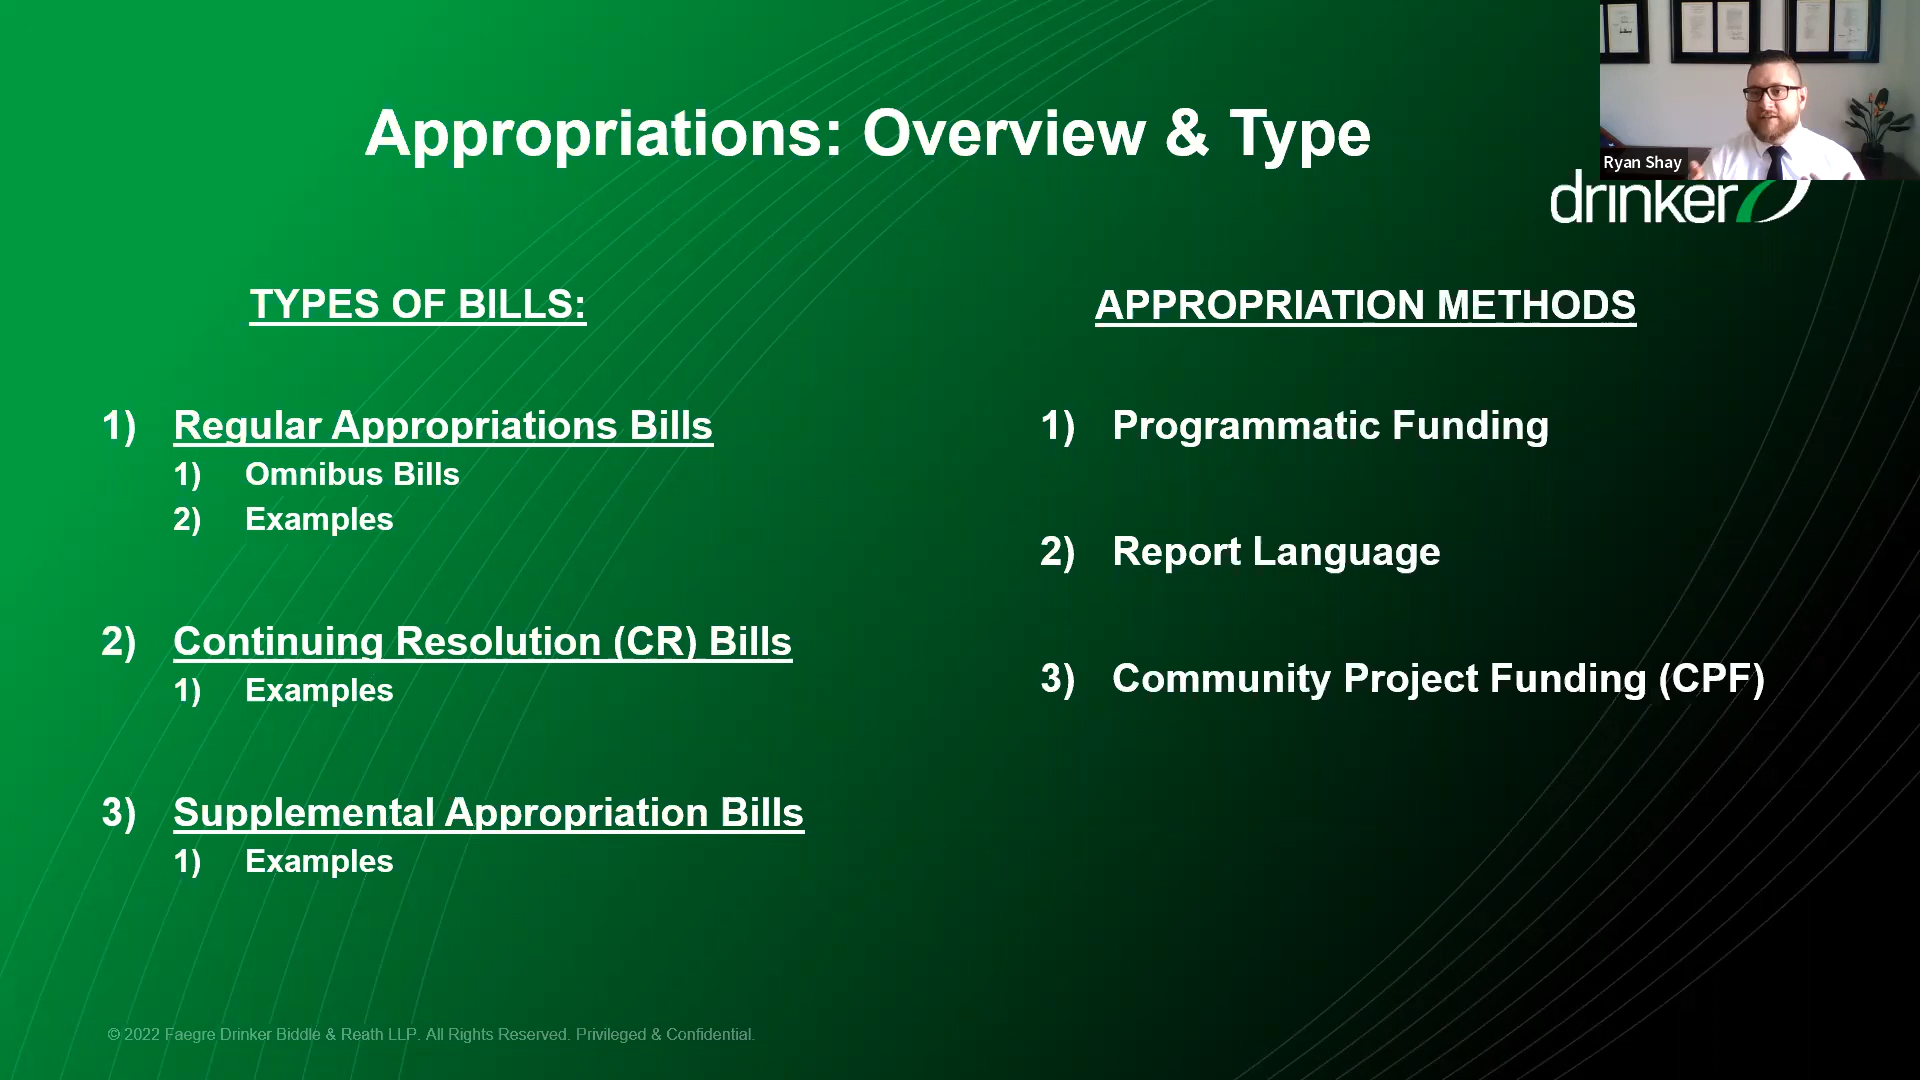 Appropriations: Overview & Type
Ryan Shay
drinker
TYPES OF BILLS:
1) Regular Appropriations Bills
1) Omnibus Bills
2) Examples
2) Continuing Resolution (CR) Bills
1) Examples
3) Supplemental Appropriation Bills
1) Examples
APPROPRIATION METHODS
1) Programmatic Funding
2) Report Language
3) Community Project Funding (CPF)
© 2022 Faegre Drinker Biddle & Reath LLP. All Rights Reserved. Privileged & Confidential.